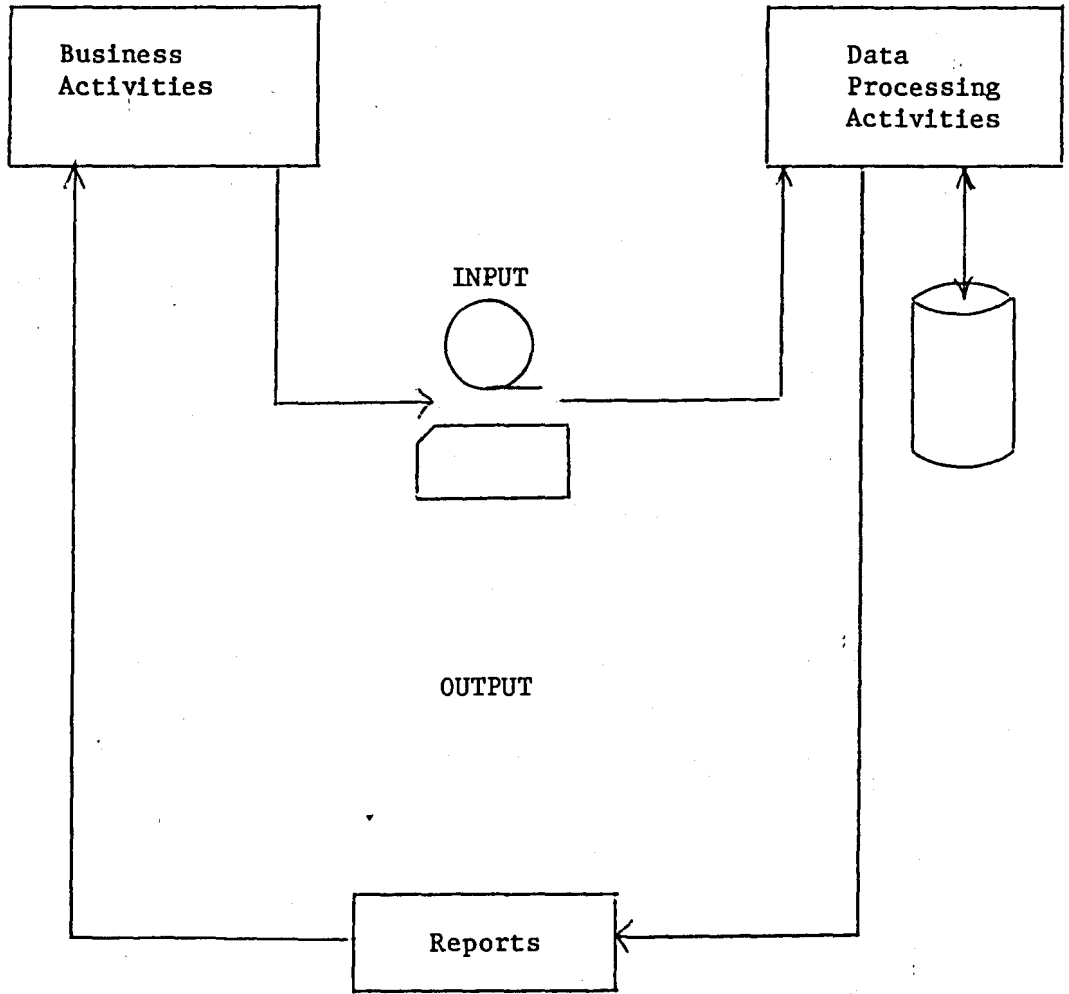 Business
Activities
Data
Processing
Activities
INPUT
OUTPUT
Reports